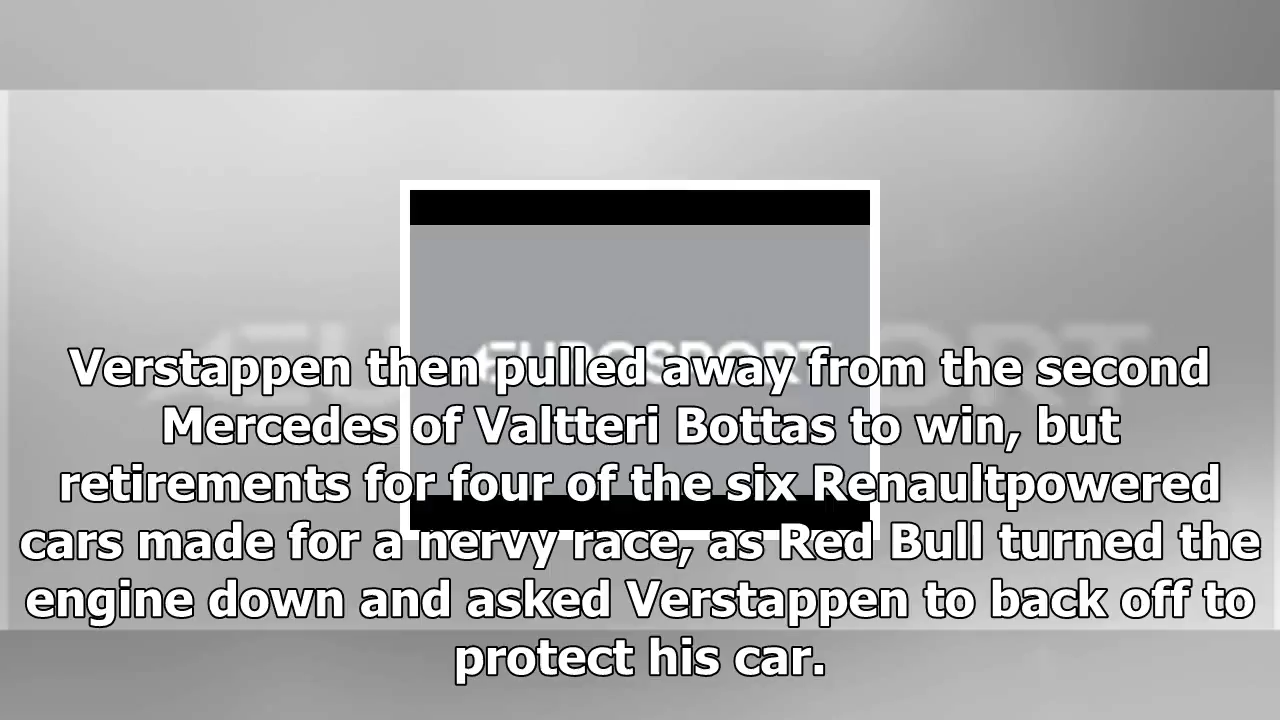 EUROSPORT
Verstappen then pulled away from the second
Mercedes of Valtteri Bottas to win, but
retirements for four of the six Renaultpowered
cars made for a nervy race, as Red Bull turned the
engine down and asked Verstappen to back off to
protect his car.